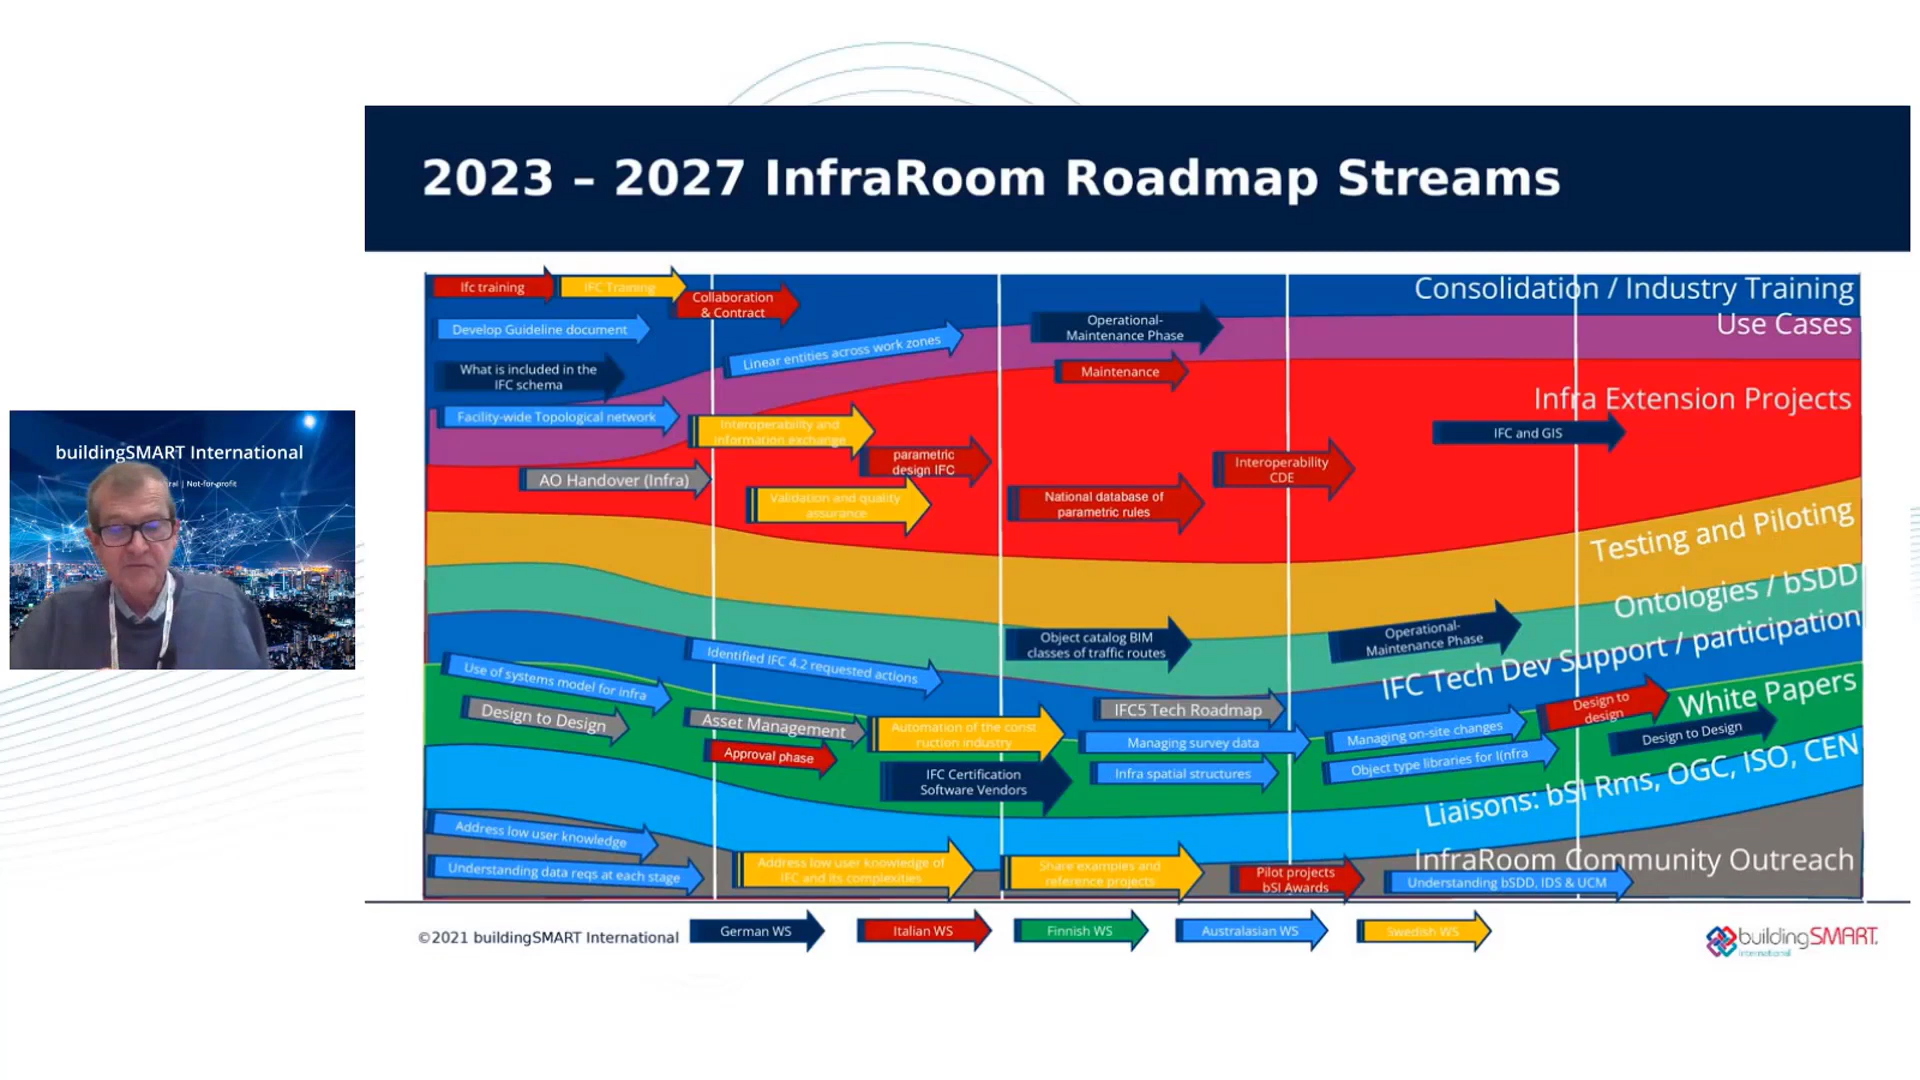 2023 – 2027 InfraRoom Roadmap Streams
Ifc training
IFC Training
Collaboration
& Contract
Consolidation / Industry Training
Develop Guideline document
Linear entities across work zones
Operational-
Maintenance Phase
Use Cases
What is included in the
IFC schema
Maintenance
Infra Extension Projects
Facility-wide Topological network
Interoperability and
information exchange
IFC and GIS
parametric
design IFC
Interoperability
CDE
AO Handover (Infra)
Validation and quality
assurance
National database of
parametric rules
Testing and Piloting
Ontologies / bSDD
Object catalog BIM
classes of traffic routes
Operational-
Maintenance Phase
IFC Tech Dev Support / participation
Identified IFC 4.2 requested actions
Use of systems model for infra
Design to Design
Asset Management
Approval phase
Automation of the const
ruction industry
IFC5 Tech Roadmap
Managing survey data
Managing on-site changes
Design to
design
White Papers
Design to Design
IFC Certification
Software Vendors
Infra spatial structures
Object type libraries for I(nfra
Liaisons: bSI Rms, OGC, ISO, CEN
Address low user knowledge
Understanding data reqs at each stage
Address low user knowledge of
IFC and its complexities
Share examples and
reference projects
Pilot projects
bSI Awards
InfraRoom Community Outreach
Understanding bSDD, IDS & UCM
©2021 buildingSMART International
German WS
Italian WS
Finnish WS
Australasian WS
Swedish WS
buildingSMART.
International
buildingSMART International
ral | Not-for-profit